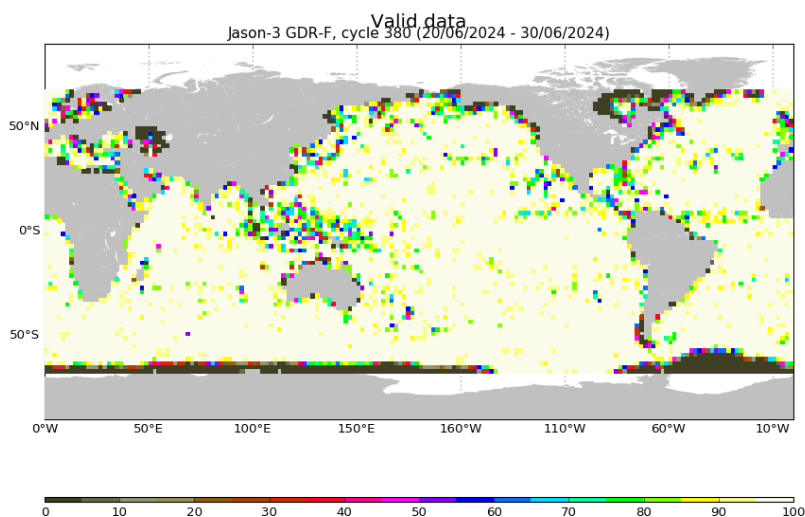 Valid data
Jason-3 GDR-F, cycle 380 (20/06/2024 - 30/06/2024)
50°N
0°S
50°S
0°W 50°E 100°E 150°E 160°W 110°W 60°W 10°W
0 10 20 30 40 50 60 70 80 90 100